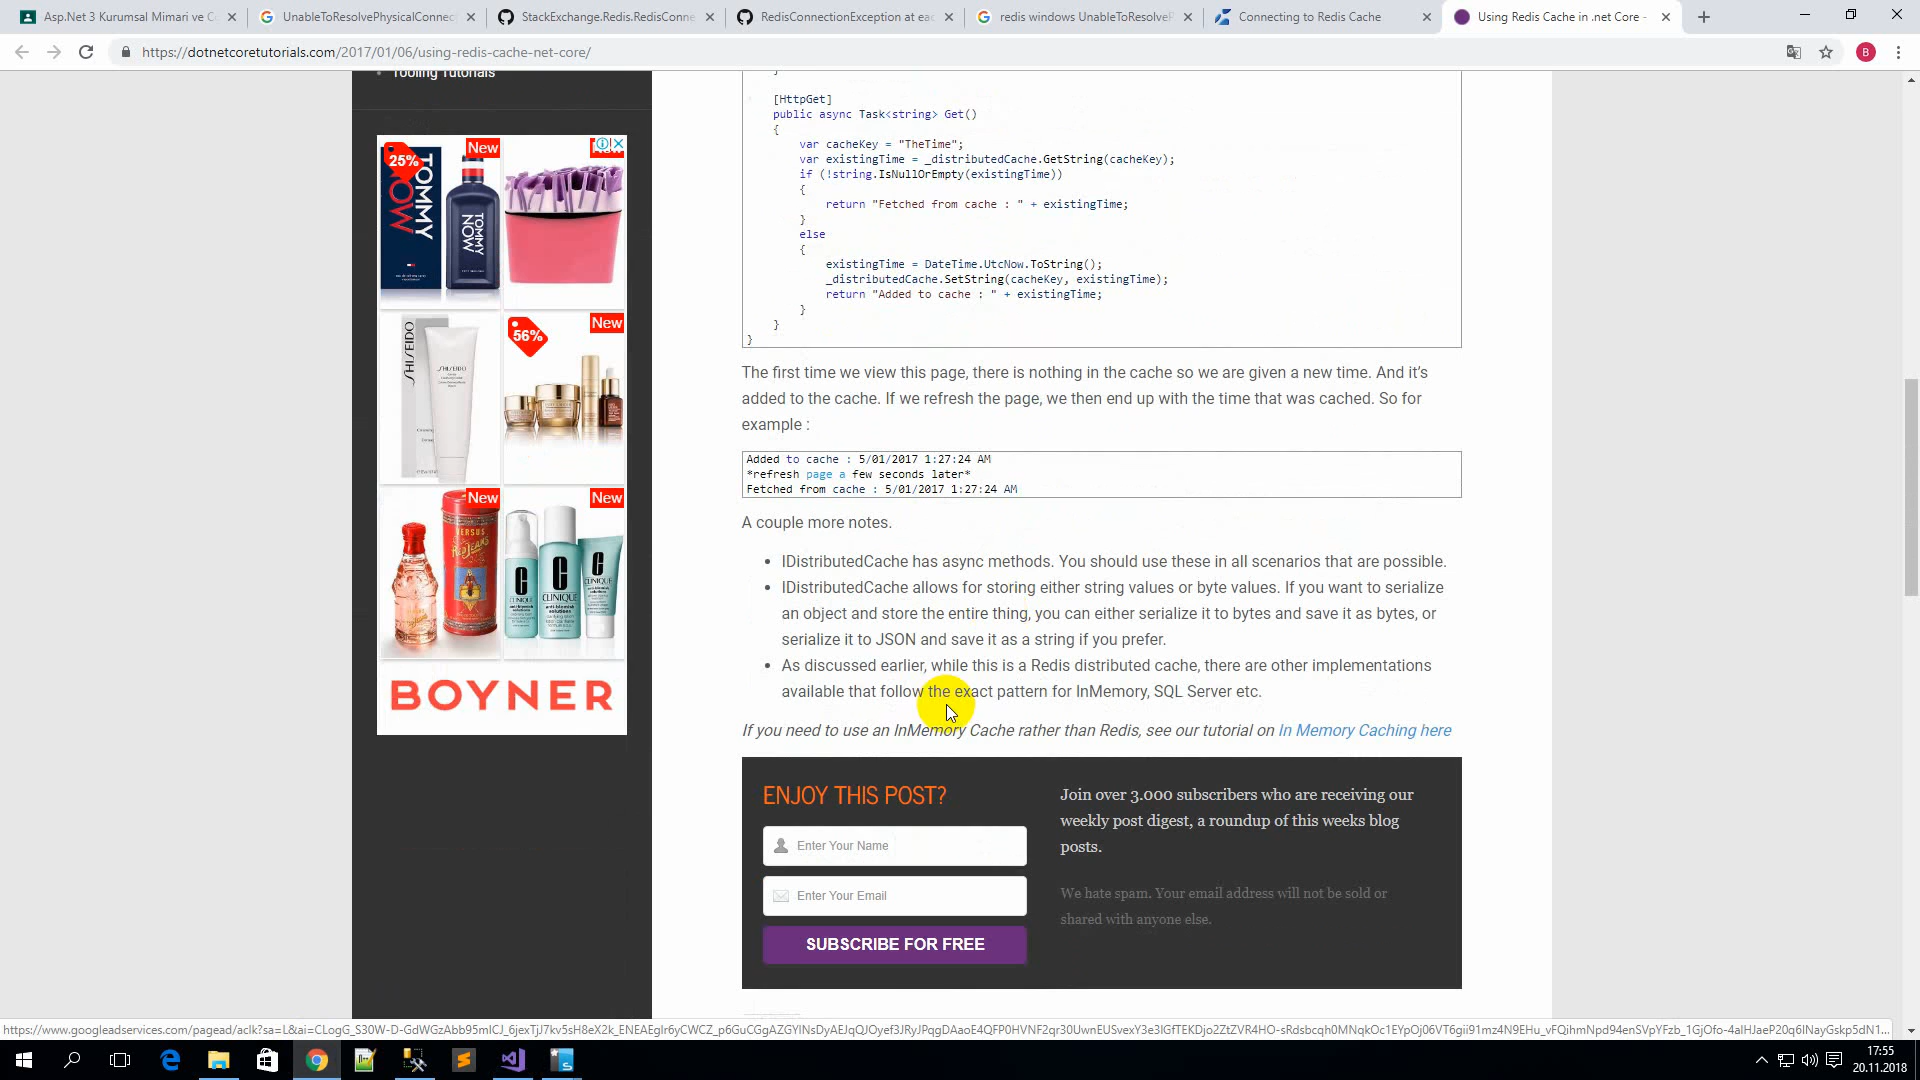 Asp.Net 3 Kurumsal Mimari ve C
UnableToResolvePhysicalConnec
StackExchange.Redis.RedisConne
RedisConnectionException at eac
redis windows UnableToResolveP
Connecting to Redis Cache
Using Redis Cache in .net Core -
https://dotnetcoretutorials.com/2017/01/06/using-redis-cache-net-core/
B
Tooling Tutorials
}
[HttpGet]
public async Task<string> Get()
{
var cacheKey = "TheTime";
var existingTime = _distributedCache.GetString(cacheKey);
if (!string.IsNullOrEmpty(existingTime))
{
return "Fetched from cache : " + existingTime;
}
else
{
existingTime = DateTime.UtcNow.ToString();
_distributedCache.SetString(cacheKey, existingTime);
return "Added to cache : " + existingTime;
}
}
}
The first time we view this page, there is nothing in the cache so we are given a new time. And it's
added to the cache. If we refresh the page, we then end up with the time that was cached. So for
example :
Added to cache : 5/01/2017 1:27:24 AM
*refresh page a few seconds later*
Fetched from cache : 5/01/2017 1:27:24 AM
A couple more notes.
• IDistributedCache has async methods. You should use these in all scenarios that are possible.
• IDistributedCache allows for storing either string values or byte values. If you want to serialize
an object and store the entire thing, you can either serialize it to bytes and save it as bytes, or
serialize it to JSON and save it as a string if you prefer.
• As discussed earlier, while this is a Redis distributed cache, there are other implementations
available that follow the exact pattern for InMemory, SQL Server etc.
If you need to use an InMemory Cache rather than Redis, see our tutorial on In Memory Caching here
ENJOY THIS POST?
Enter Your Name
Enter Your Email
SUBSCRIBE FOR FREE
Join over 3.000 subscribers who are receiving our
weekly post digest, a roundup of this weeks blog
posts.
We hate spam. Your email address will not be sold or
shared with anyone else.
25%
New
TOMMY
NOW
TOMMY
NOW
SHISEIDO
SHISEIDO
56%
New
New
VERSUS
New
CLINIQUE
BOYNER
17:55
20.11.2018